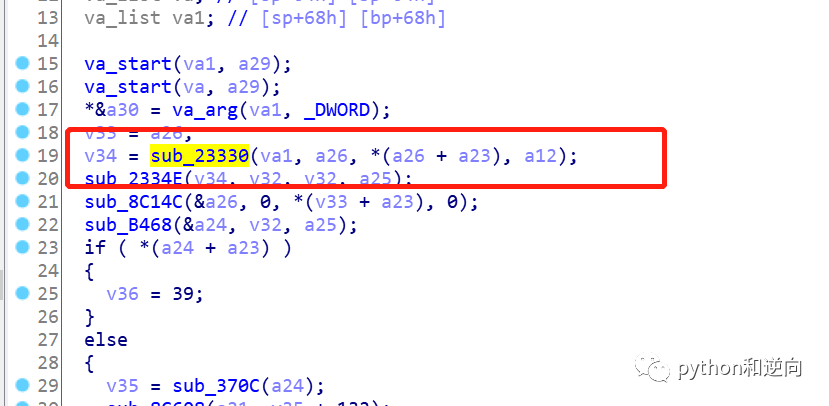 13 va_list va1; // [sp+68h] [bp+68h]
14
15 va_start(va1, a29);
16 va_start(va, a29);
17 *&a30 = va_arg(va1, _DWORD);
18 v33 = a26,
19 v34 = sub_23330(va1, a26, *(a26 + a23), a12);
20 sub_2334E(v34, v32, v32, a25);
21 sub_8C14C(&a26, 0, *(v33 + a23), 0);
22 sub_B468(&a24, v32, a25);
23 if ( *(a24 + a23) )
24 {
25 v36 = 39;
26 }
27 else
28 {
29 v35 = sub_370C(a24);
python和逆向